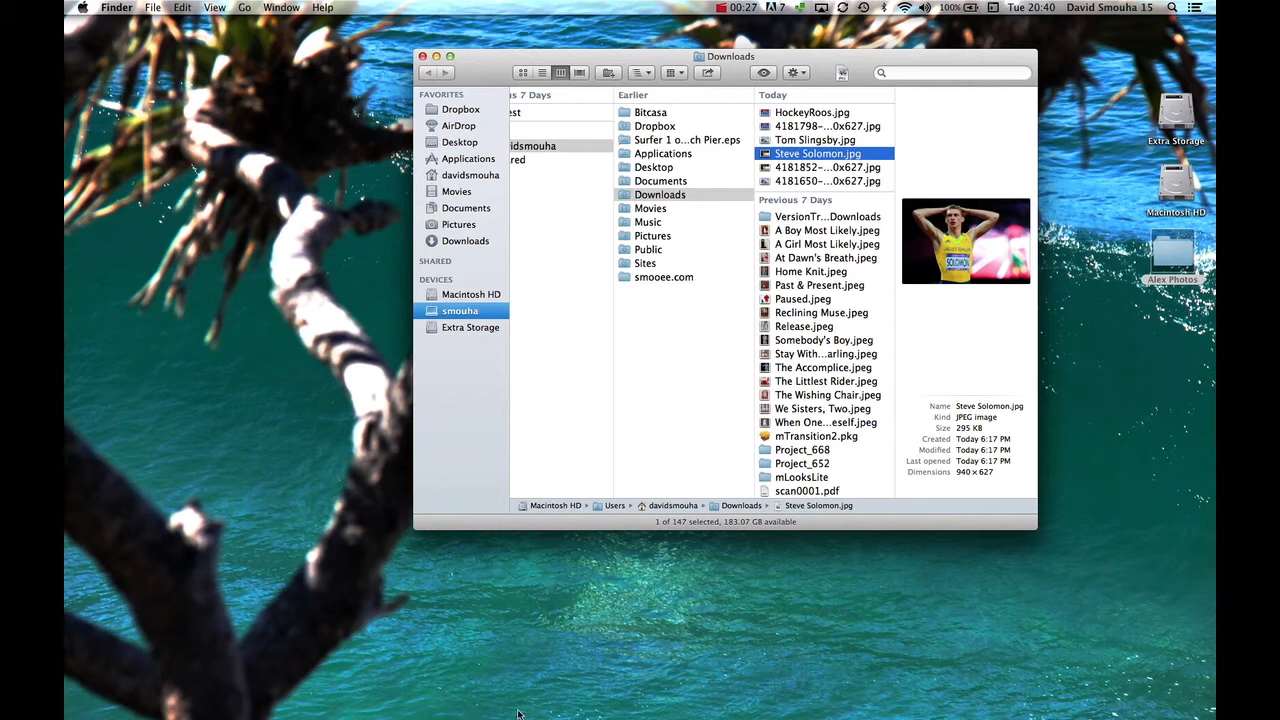 Finder File Edit View Go Window Help 00:27 7 100% Tue 20:40 David Smouha 15
Downloads
FAVORITES
Dropbox
AirDrop
Desktop
Applications
davidsmouha
Movies
Documents
Pictures
Downloads
SHARED
DEVICES
Macintosh HD
smouha
Extra Storage
us 7 Days
est
idsmouha
ared
Earlier
Bitcasa
Dropbox
Surfer 1 o...ch Pier.eps
Applications
Desktop
Documents
Downloads
Movies
Music
Pictures
Public
Sites
smooee.com
Today
HockeyRoos.jpg
4181798-...0x627.jpg
Tom Slingsby.jpg
Steve Solomon.jpg
4181852-...0x627.jpg
4181650-...0x627.jpg
Previous 7 Days
VersionTr...Downloads
A Boy Most Likely.jpeg
A Girl Most Likely.jpeg
At Dawn's Breath.jpeg
Home Knit.jpeg
Past & Present.jpeg
Paused.jpeg
Reclining Muse.jpeg
Release.jpeg
Somebody's Boy.jpeg
Stay With...arling.jpeg
The Accomplice.jpeg
The Littlest Rider.jpeg
The Wishing Chair.jpeg
We Sisters, Two.jpeg
When One...eself.jpeg
mTransition2.pkg
Project_668
Project_652
mLooksLite
scan0001.pdf
AUSTRALIA
SOLOMON
Name Steve Solomon.jpg
Kind JPEG image
Size 295 KB
Created Today 6:17 PM
Modified Today 6:17 PM
Last opened Today 6:17 PM
Dimensions 940 × 627
Macintosh HD Users davidsmouha Downloads Steve Solomon.jpg
1 of 147 selected, 183.07 GB available
Extra Storage
Macintosh HD
Alex Photos